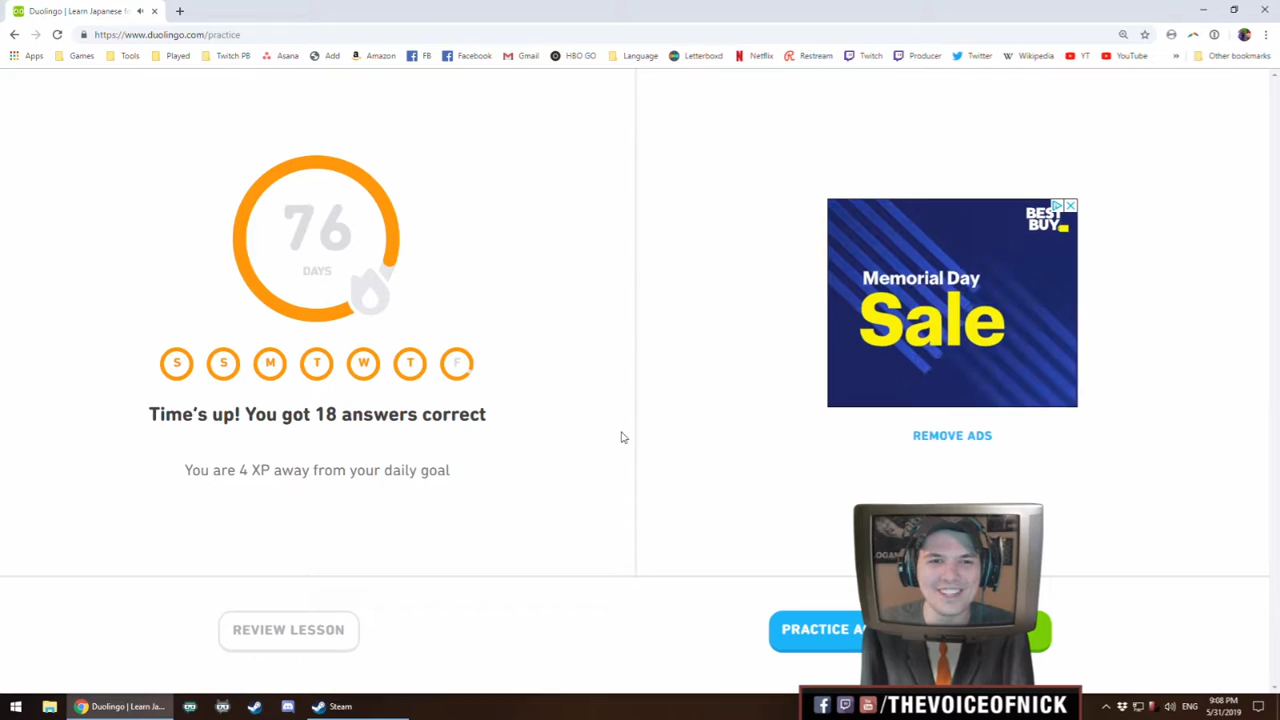 Duolingo | Learn Japanese f
https://www.duolingo.com/practice
Apps Games Tools Played Twitch PB Asana Add Amazon FB Facebook Gmail HBO GO Language Letterboxd Netflix Restream Twitch Producer Twitter Wikipedia YT YouTube » Other bookmarks
76
DAYS
S S M T W T F
Time's up! You got 18 answers correct
You are 4 XP away from your daily goal
BEST BUY
Memorial Day
Sale
REMOVE ADS
OGAN
REVIEW LESSON
PRACTICE A
/THEVOICEOFNICK
Duolingo | Learn Ja...
Steam
ENG
9:08 PM
5/31/2019